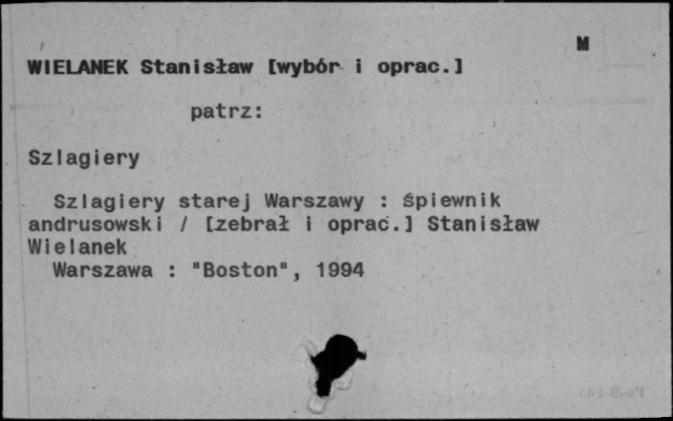 M
WIELANEK Stanisław [wybór i oprac.]
patrz:
Szlagiery
Szlagiery starej Warszawy : śpiewnik
andrusowski / [zebrał i oprac.] Stanisław
Wielanek
Warszawa : "Boston", 1994